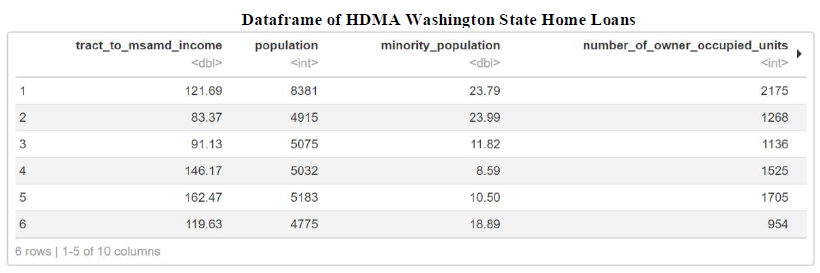 Dataframe of HDMA Washington State Home Loans
tract_to_msamd_income population minority_population number_of_owner_occupied_units
<dbl> <int> <dbl> <int>
1 121.69 8381 23.79 2175
2 83.37 4915 23.99 1268
3 91.13 5075 11.82 1136
4 146.17 5032 8.59 1525
5 162.47 5183 10.50 1705
6 119.63 4775 18.89 954
6 rows | 1-5 of 10 columns